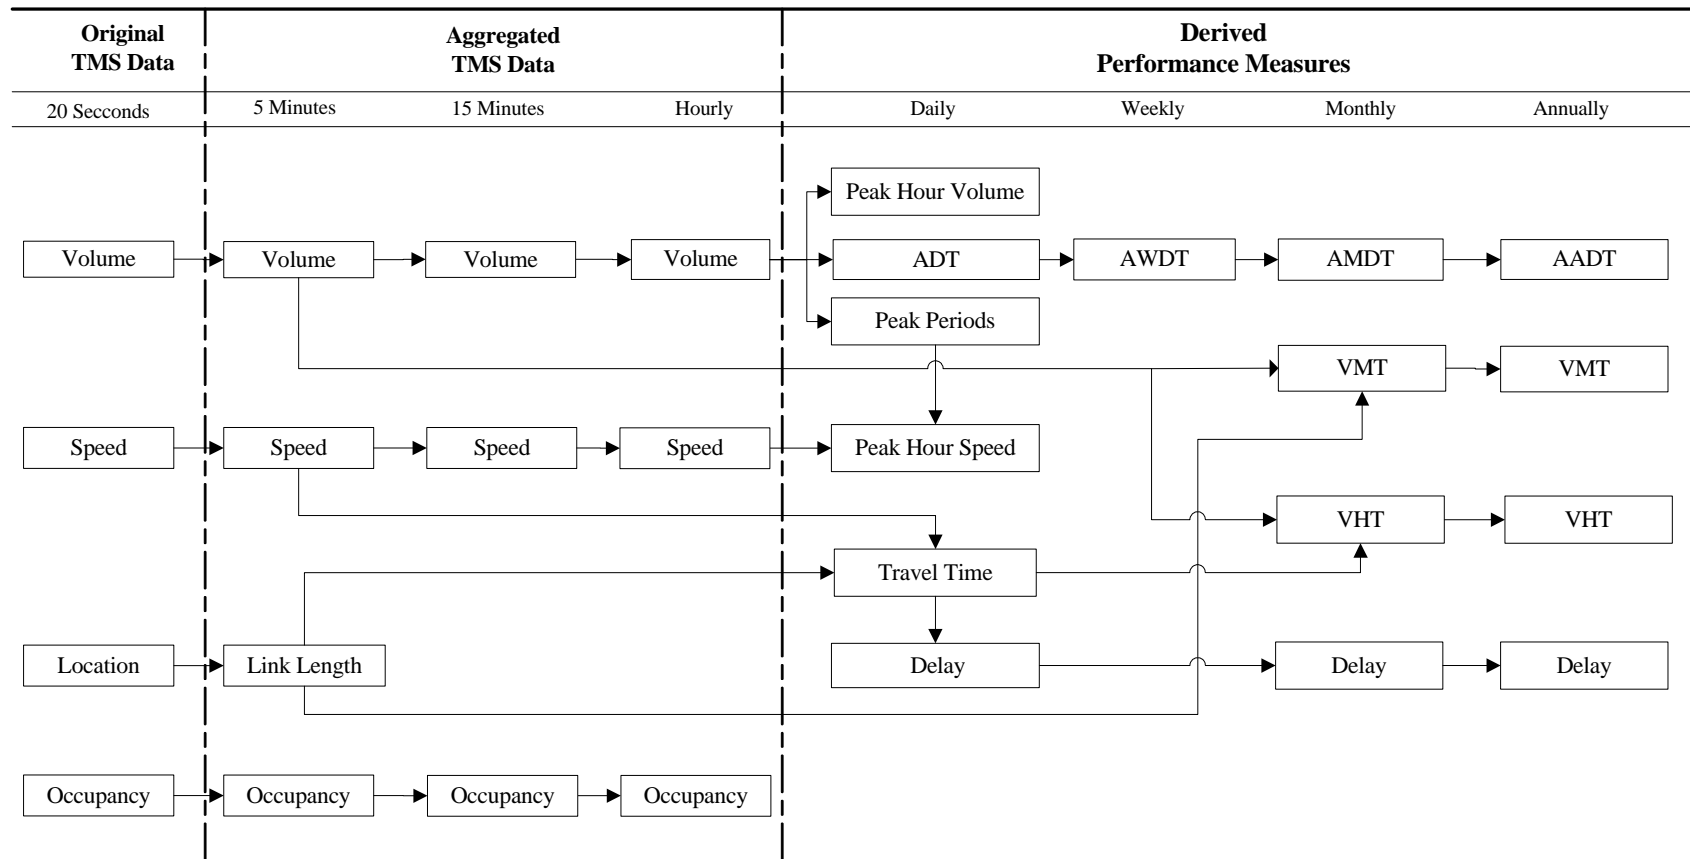 Original
TMS Data
Aggregated
TMS Data
Derived
Performance Measures
20 Secconds
5 Minutes
15 Minutes
Hourly
Daily
Weekly
Monthly
Annually
Peak Hour Volume
Volume
Volume
Volume
Volume
ADT
AWDT
AMDT
AADT
Peak Periods
VMT
VMT
Speed
Speed
Speed
Speed
Peak Hour Speed
VHT
VHT
Travel Time
Location
Link Length
Delay
Delay
Delay
Occupancy
Occupancy
Occupancy
Occupancy